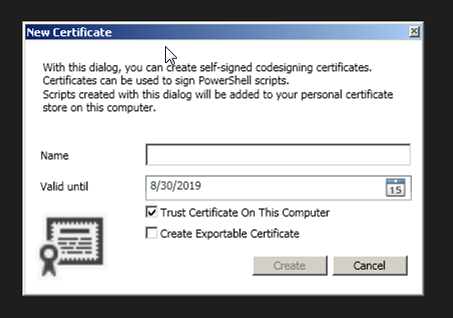 New Certificate
With this dialog, you can create self-signed codesigning certificates.
Certificates can be used to sign PowerShell scripts.
Scripts created with this dialog will be added to your personal certificate
store on this computer.
Name
Valid until
8/30/2019
15
Trust Certificate On This Computer
Create Exportable Certificate
Create
Cancel